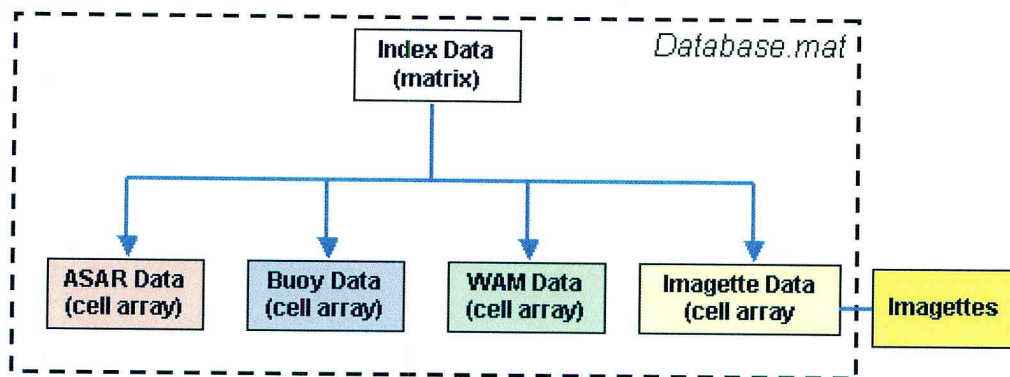 Database.mat
Index Data
(matrix)
ASAR Data
(cell array)
Buoy Data
(cell array)
WAM Data
(cell array)
Imagette Data
(cell array
Imagettes